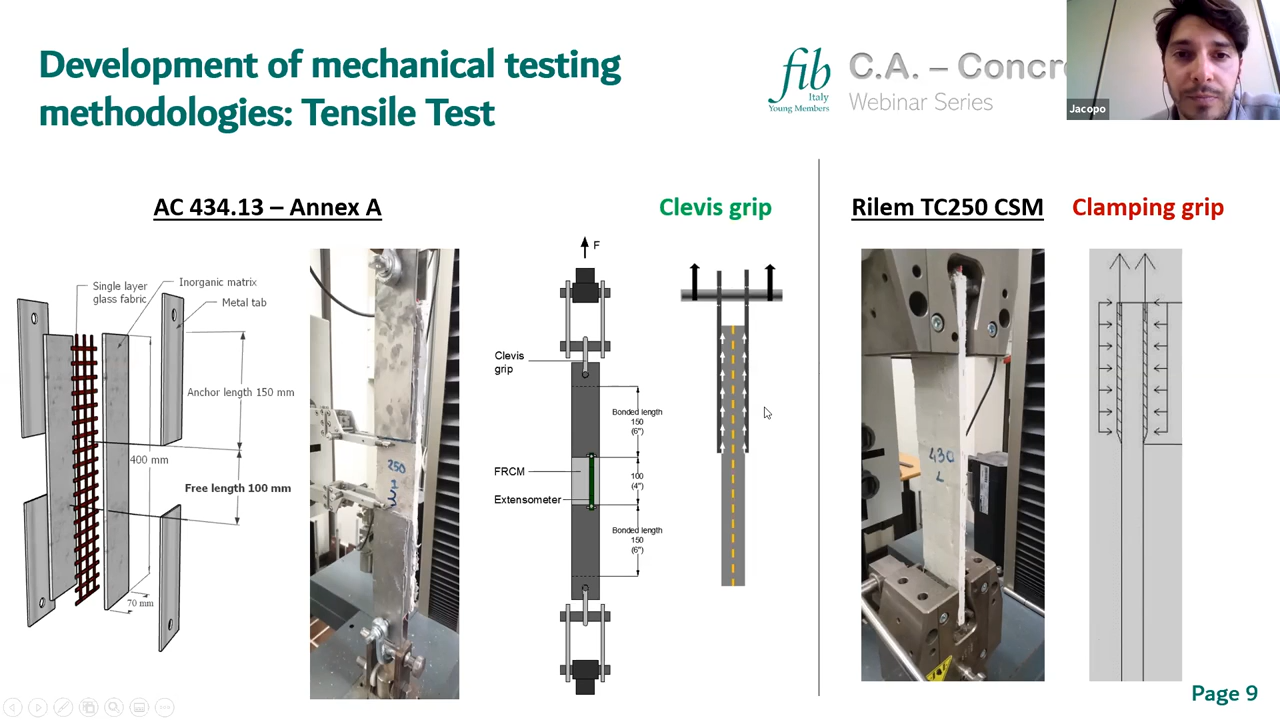 Development of mechanical testing
methodologies: Tensile Test
fib
Italy
Young Members
C.A. – Concre
Webinar Series
Jacopo
AC 434.13 – Annex A
Clevis grip
Rilem TC250 CSM
Clamping grip
Single layer
glass fabric
Inorganic matrix
Metal tab
Anchor length 150 mm
400 mm
Free length 100 mm
70 mm
250
F
Clevis
grip
Bonded length
150
(6")
FRCM
100
(4")
Extensometer
Bonded length
150
(6")
430
L
Page 9